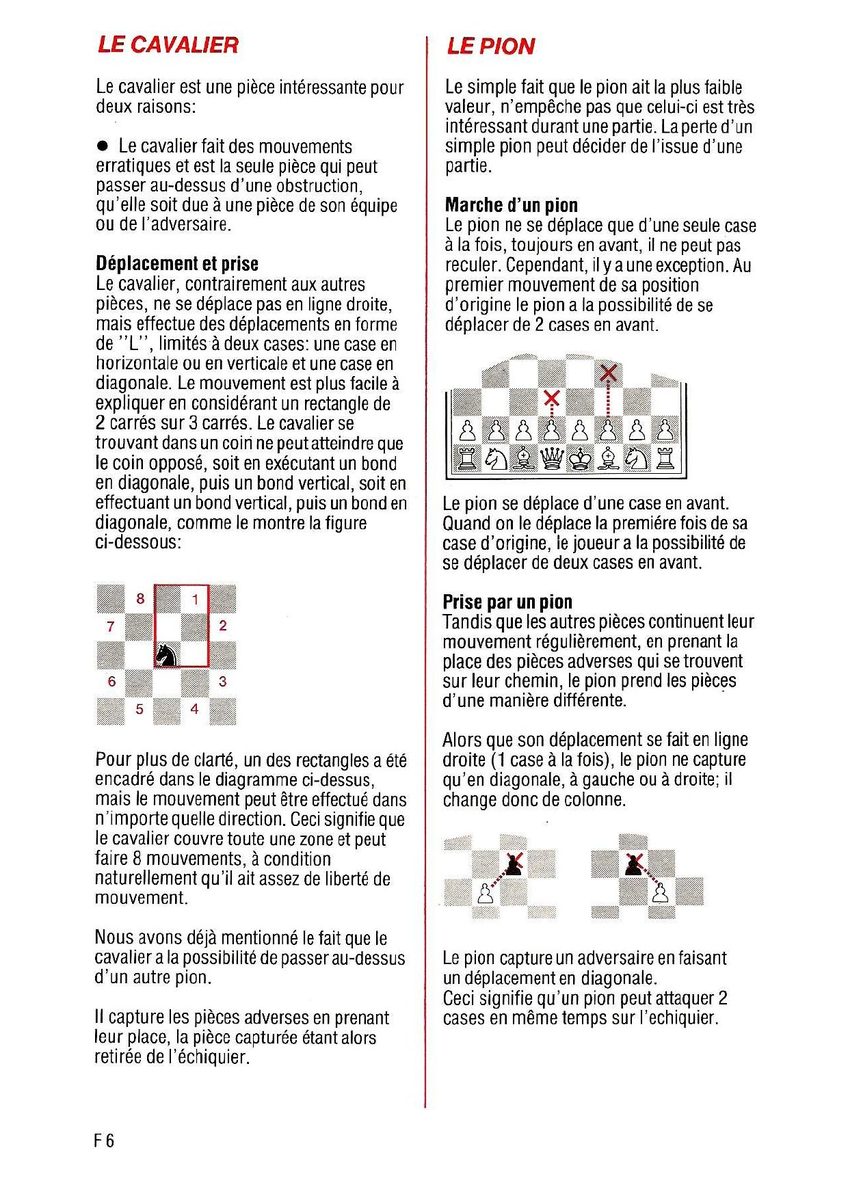 LE CAVALIER
Le cavalier est une pièce intéressante pour
deux raisons:
● Le cavalier fait des mouvements
erratiques et est la seule pièce qui peut
passer au-dessus d'une obstruction,
qu'elle soit due à une pièce de son équipe
ou de l'adversaire.
Déplacement et prise
Le cavalier, contrairement aux autres
pièces, ne se déplace pas en ligne droite,
mais effectue des déplacements en forme
de "L", limités à deux cases: une case en
horizontale ou en verticale et une case en
diagonale. Le mouvement est plus facile à
expliquer en considérant un rectangle de
2 carrés sur 3 carrés. Le cavalier se
trouvant dans un coin ne peut atteindre que
le coin opposé, soit en exécutant un bond
en diagonale, puis un bond vertical, soit en
effectuant un bond vertical, puis un bond en
diagonale, comme le montre la figure
ci-dessous:
8 1
7 2
6 3
5 4
Pour plus de clarté, un des rectangles a été
encadré dans le diagramme ci-dessus,
mais le mouvement peut être effectué dans
n'importe quelle direction. Ceci signifie que
le cavalier couvre toute une zone et peut
faire 8 mouvements, à condition
naturellement qu'il ait assez de liberté de
mouvement.
Nous avons déjà mentionné le fait que le
cavalier a la possibilité de passer au-dessus
d'un autre pion.
Il capture les pièces adverses en prenant
leur place, la pièce capturée étant alors
retirée de l'échiquier.
LE PION
Le simple fait que le pion ait la plus faible
valeur, n'empêche pas que celui-ci est très
intéressant durant une partie. La perte d'un
simple pion peut décider de l'issue d'une
partie.
Marche d'un pion
Le pion ne se déplace que d'une seule case
à la fois, toujours en avant, il ne peut pas
reculer. Cependant, il y a une exception. Au
premier mouvement de sa position
d'origine le pion a la possibilité de se
déplacer de 2 cases en avant.
Le pion se déplace d'une case en avant.
Quand on le déplace la premiére fois de sa
case d'origine, le joueur a la possibilité de
se déplacer de deux cases en avant.
Prise par un pion
Tandis que les autres pièces continuent leur
mouvement régulièrement, en prenant la
place des pièces adverses qui se trouvent
sur leur chemin, le pion prend les pièces
d'une manière différente.
Alors que son déplacement se fait en ligne
droite (1 case à la fois), le pion ne capture
qu'en diagonale, à gauche ou à droite; il
change donc de colonne.
Le pion capture un adversaire en faisant
un déplacement en diagonale.
Ceci signifie qu'un pion peut attaquer 2
cases en même temps sur l'echiquier.
F 6